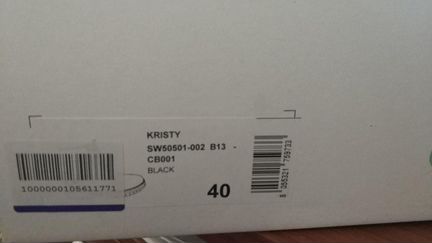 KRISTY
SW50501-002 B13 -
CB001
BLACK
40
1000000105611771